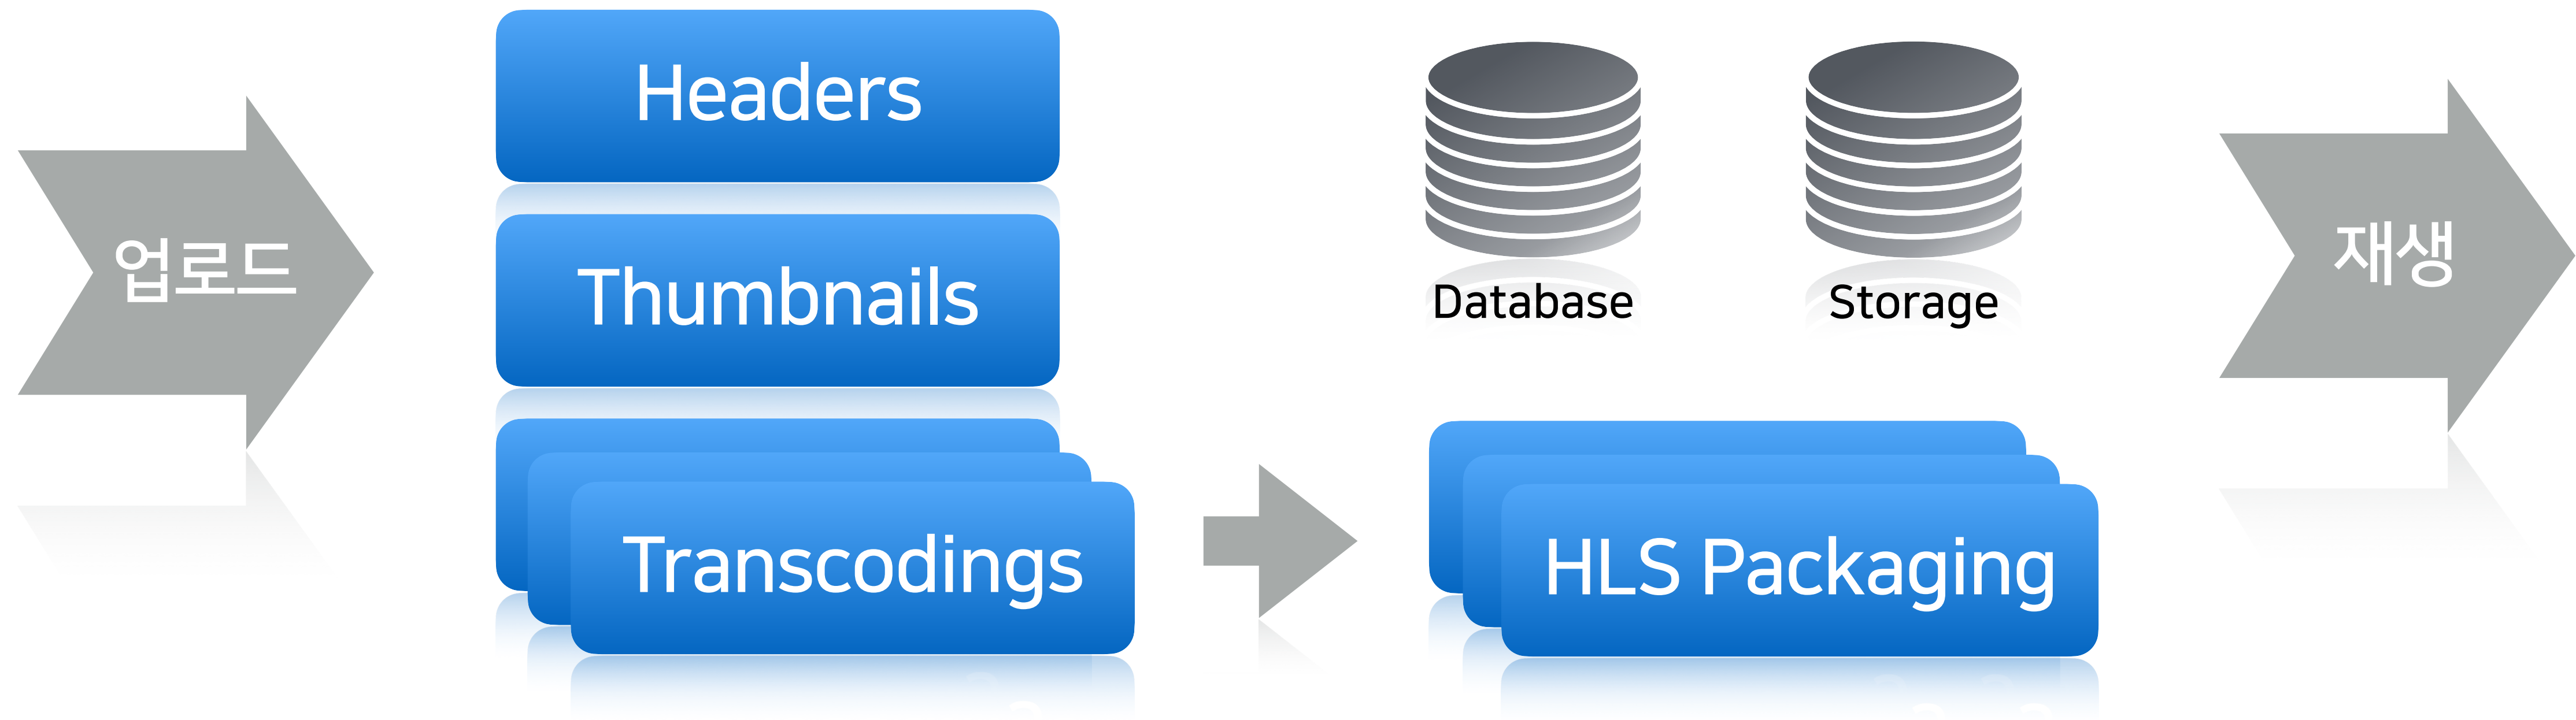 업로드
Headers
Thumbnails
Transcodings
Database
Storage
HLS Packaging
재생